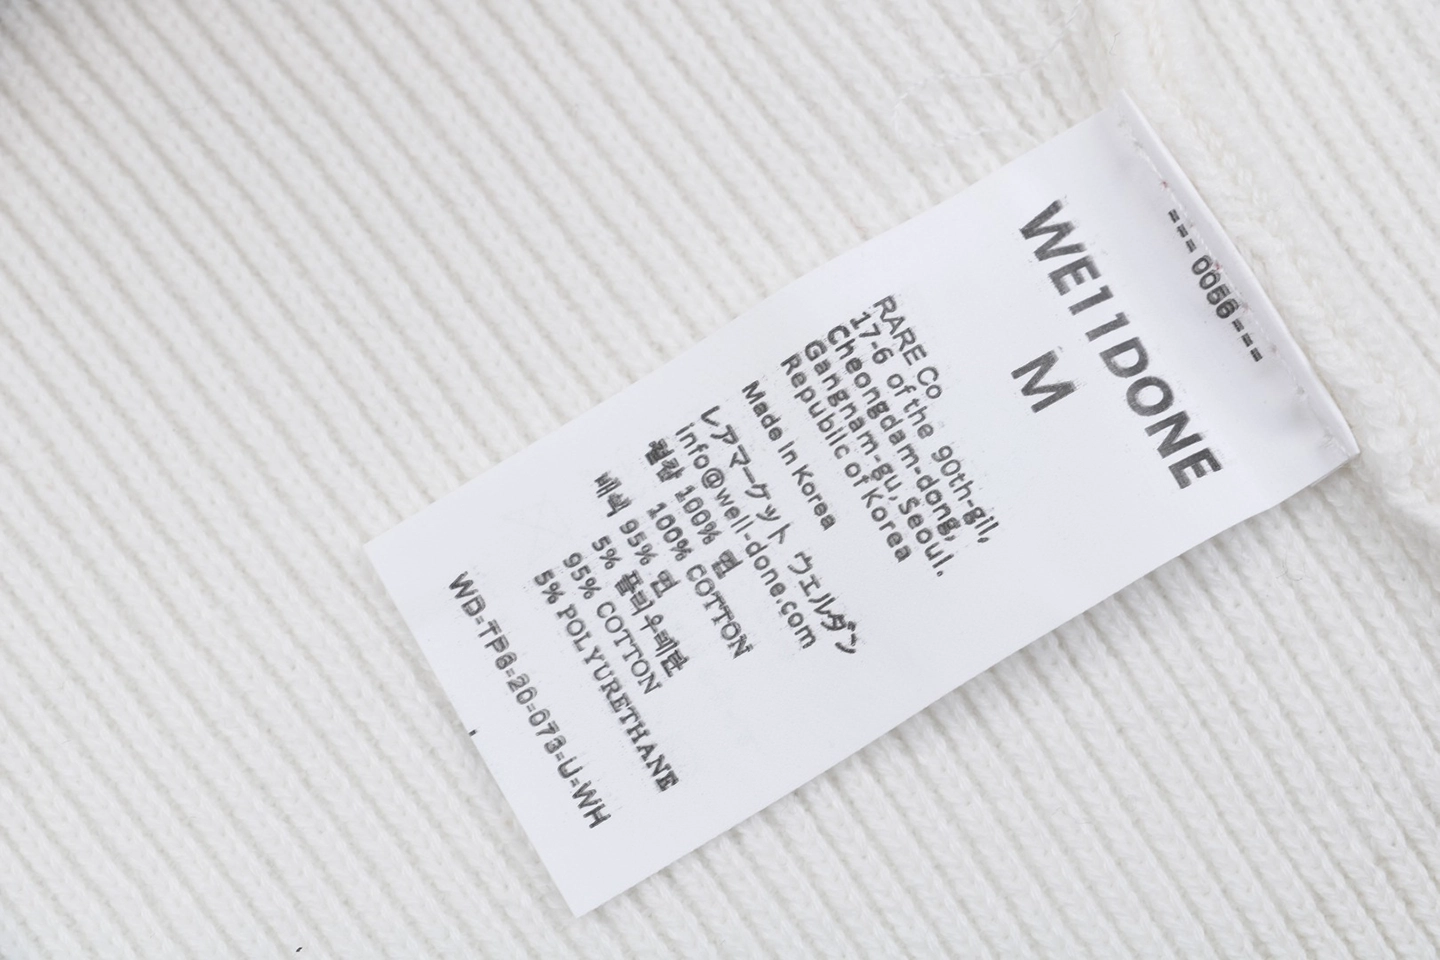 ---0056---
WE11DONE
M
RARE Co
17-6 of the 90th-gil,
Cheongdam-dong,
Gangnam-gu, Seoul.
Republic of Korea
Made In Korea
レアマーケット ウエルダン
info@well-done.com
겉감 100% 면
100% COTTON
배색 95% 면
5% 폴리우레탄
95% COTTON
5% POLYURETHANE
WD-TP6-20-073-U-WH